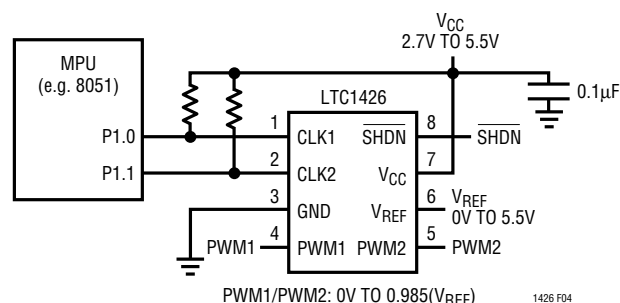 V_CC
2.7V TO 5.5V
MPU
(e.g. 8051)
LTC1426
0.1µF
P1.0
1
CLK1
SHDN
8
SHDN
P1.1
2
CLK2
V_CC
7
3
GND
V_REF
6
V_REF
0V TO 5.5V
PWM1
4
PWM1
PWM2
5
PWM2
PWM1/PWM2: 0V TO 0.985(V_REF)
1426 F04